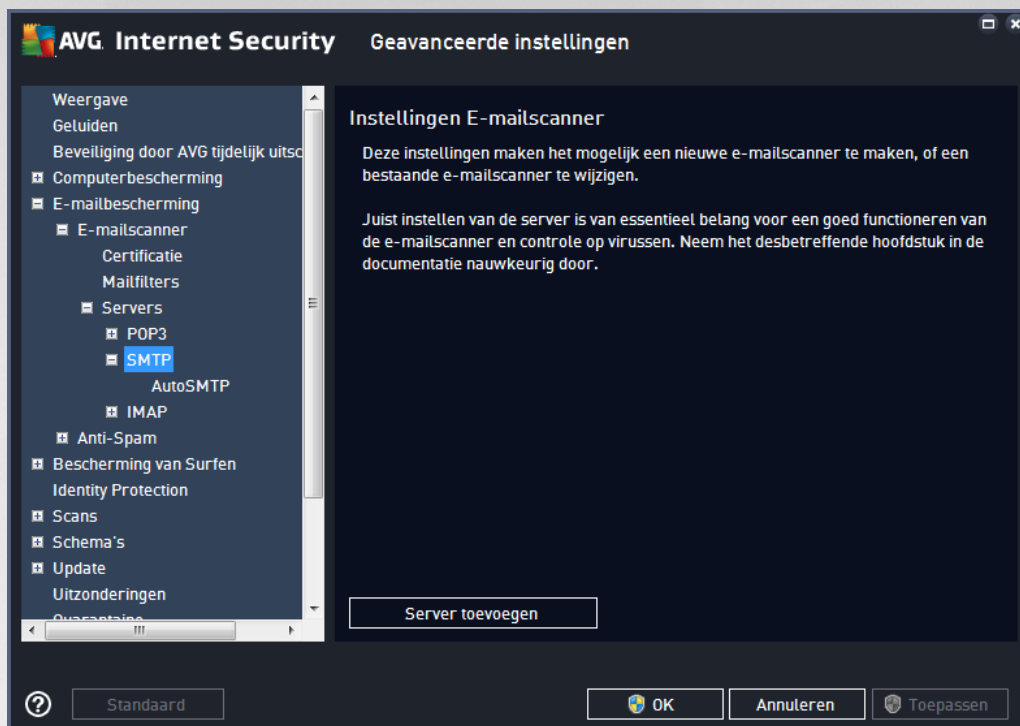 AVG. Internet Security
Geavanceerde instellingen
Weergave
Geluiden
Beveiliging door AVG tijdelijk uitsc
Computerbescherming
E-mailbescherming
E-mailscanner
Certificatie
Mailfilters
Servers
POP3
SMTP
AutoSMTP
IMAP
Anti-Spam
Bescherming van Surfen
Identity Protection
Scans
Schema's
Update
Uitzonderingen
Quarantaine
Instellingen E-mailscanner
Deze instellingen maken het mogelijk een nieuwe e-mailscanner te maken, of een
bestaande e-mailscanner te wijzigen.
Juist instellen van de server is van essentieel belang voor een goed functioneren van
de e-mailscanner en controle op virussen. Neem het desbetreffende hoofdstuk in de
documentatie nauwkeurig door.
Server toevoegen
?
Standaard
OK
Annuleren
Toepassen